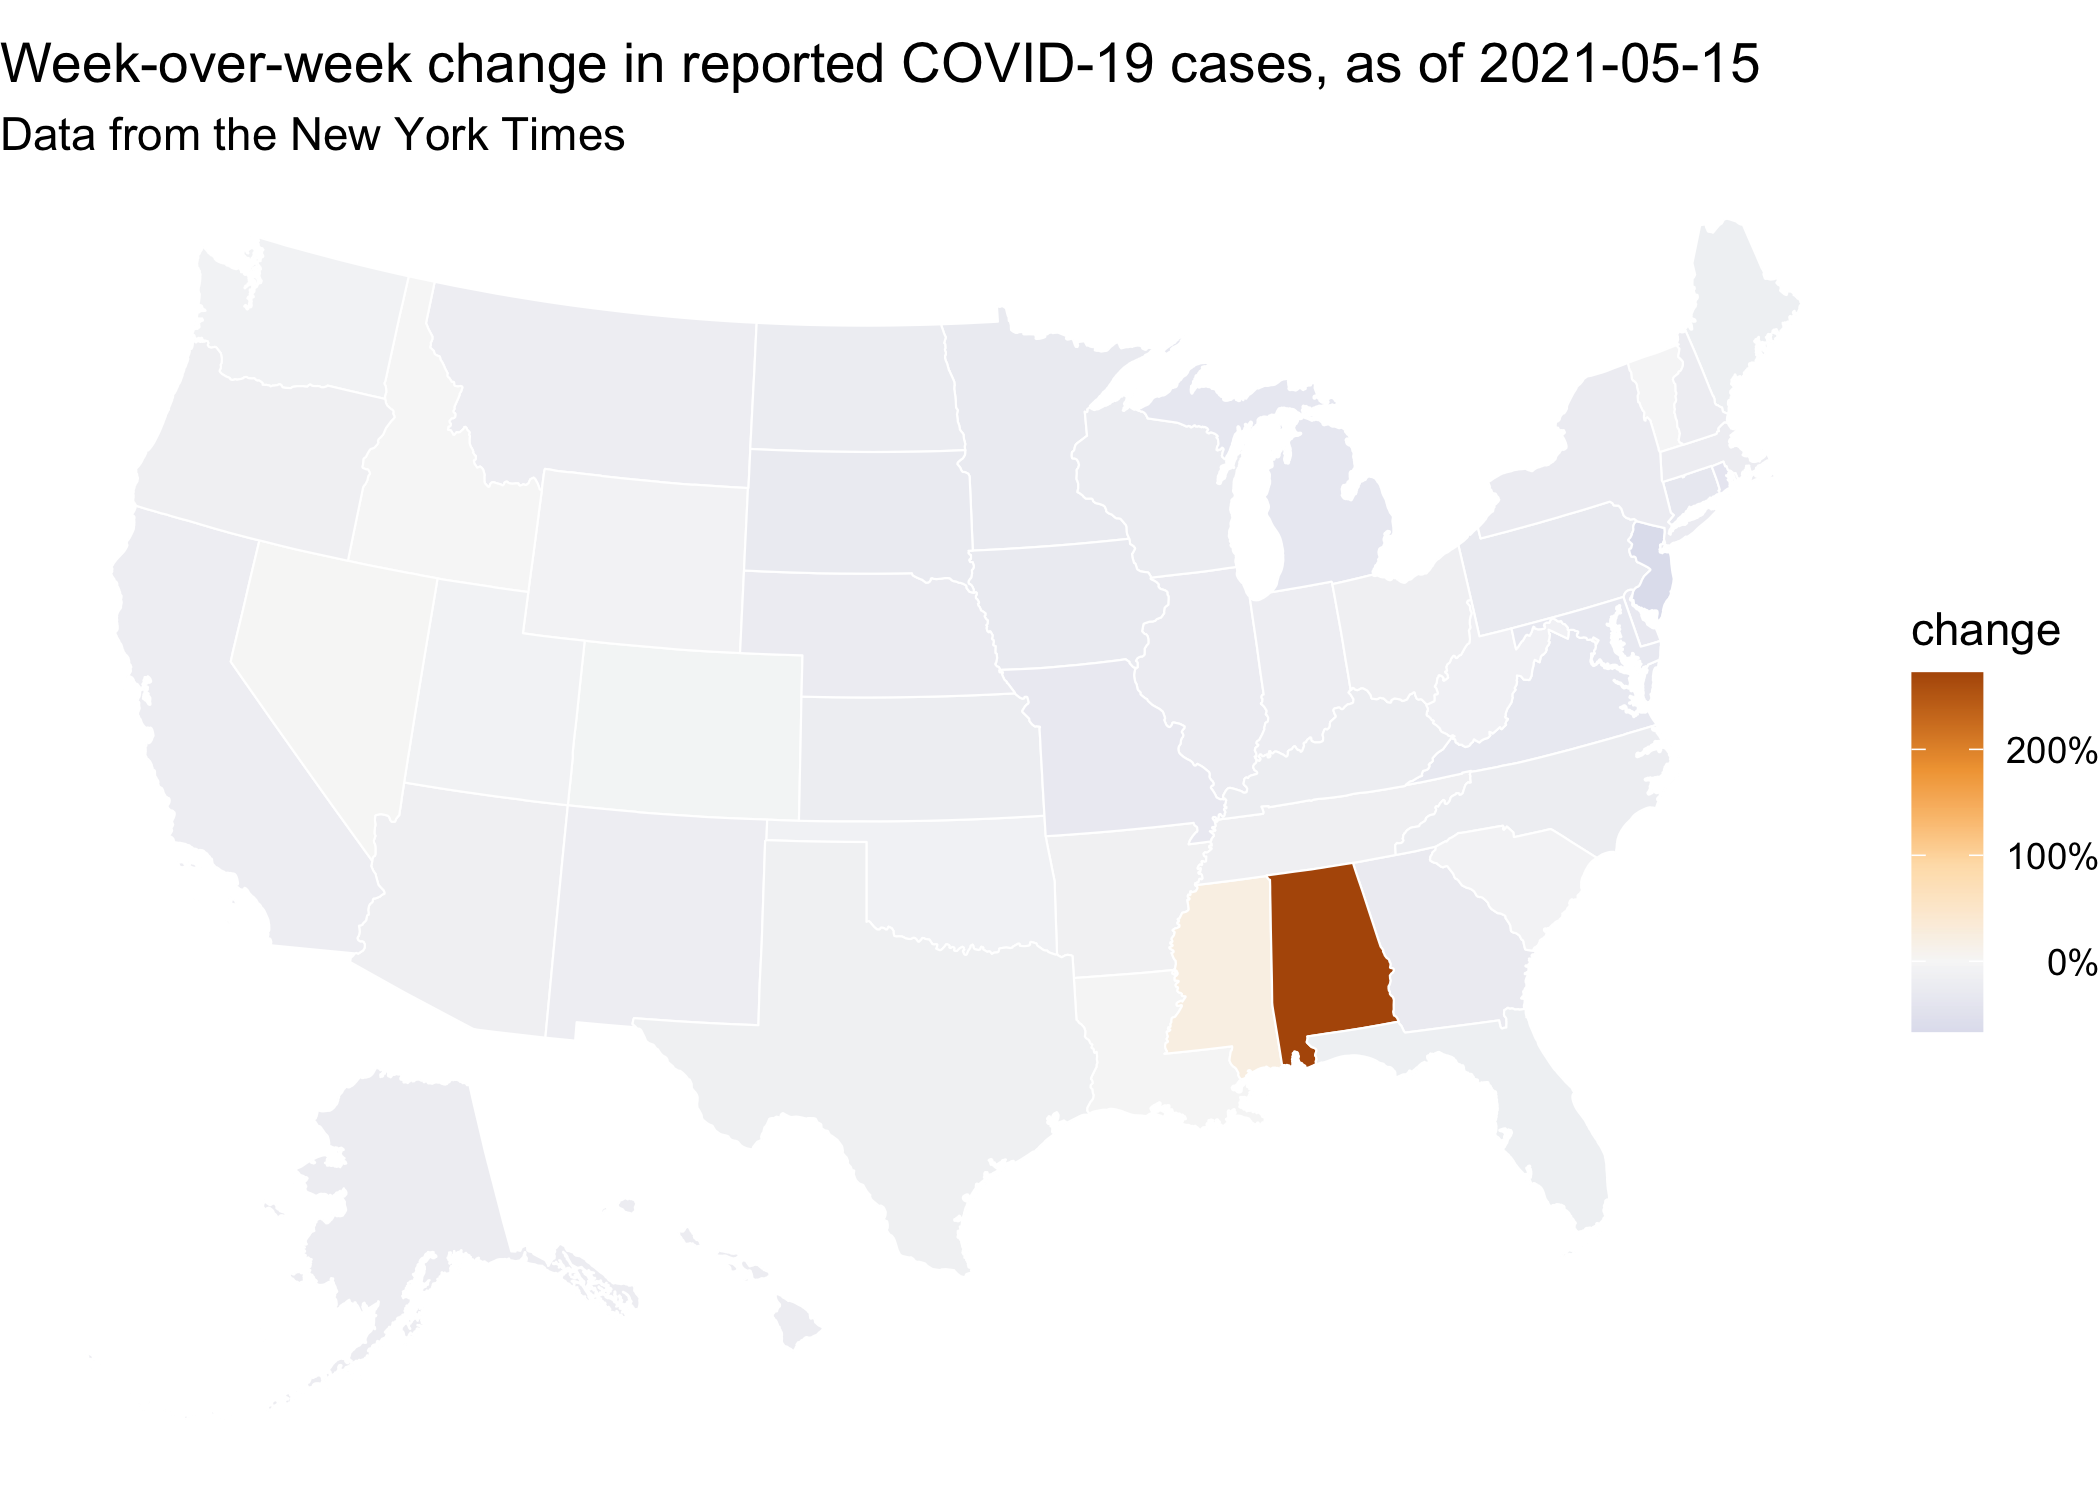 Week-over-week change in reported COVID-19 cases, as of 2021-05-15
Data from the New York Times
change
200%
100%
0%